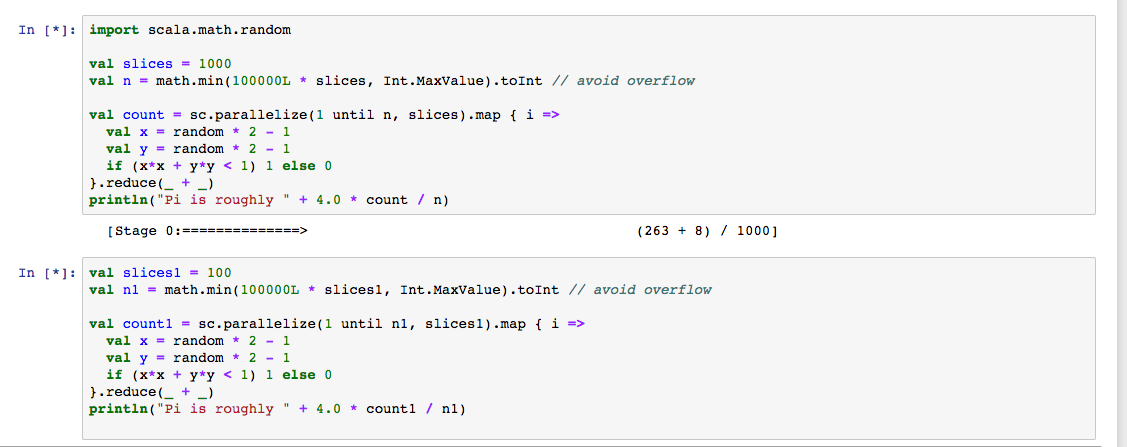 In [*]: import scala.math.random
val slices = 1000
val n = math.min(100000L * slices, Int.MaxValue).toInt // avoid overflow
val count = sc.parallelize(1 until n, slices).map { i =>
  val x = random * 2 - 1
  val y = random * 2 - 1
  if (x*x + y*y < 1) 1 else 0
}.reduce(_ + _)
println("Pi is roughly " + 4.0 * count / n)
[Stage 0:==============> (263 + 8) / 1000]
In [*]: val slices1 = 100
val n1 = math.min(100000L * slices1, Int.MaxValue).toInt // avoid overflow
val count1 = sc.parallelize(1 until n1, slices1).map { i =>
  val x = random * 2 - 1
  val y = random * 2 - 1
  if (x*x + y*y < 1) 1 else 0
}.reduce(_ + _)
println("Pi is roughly " + 4.0 * count1 / n1)